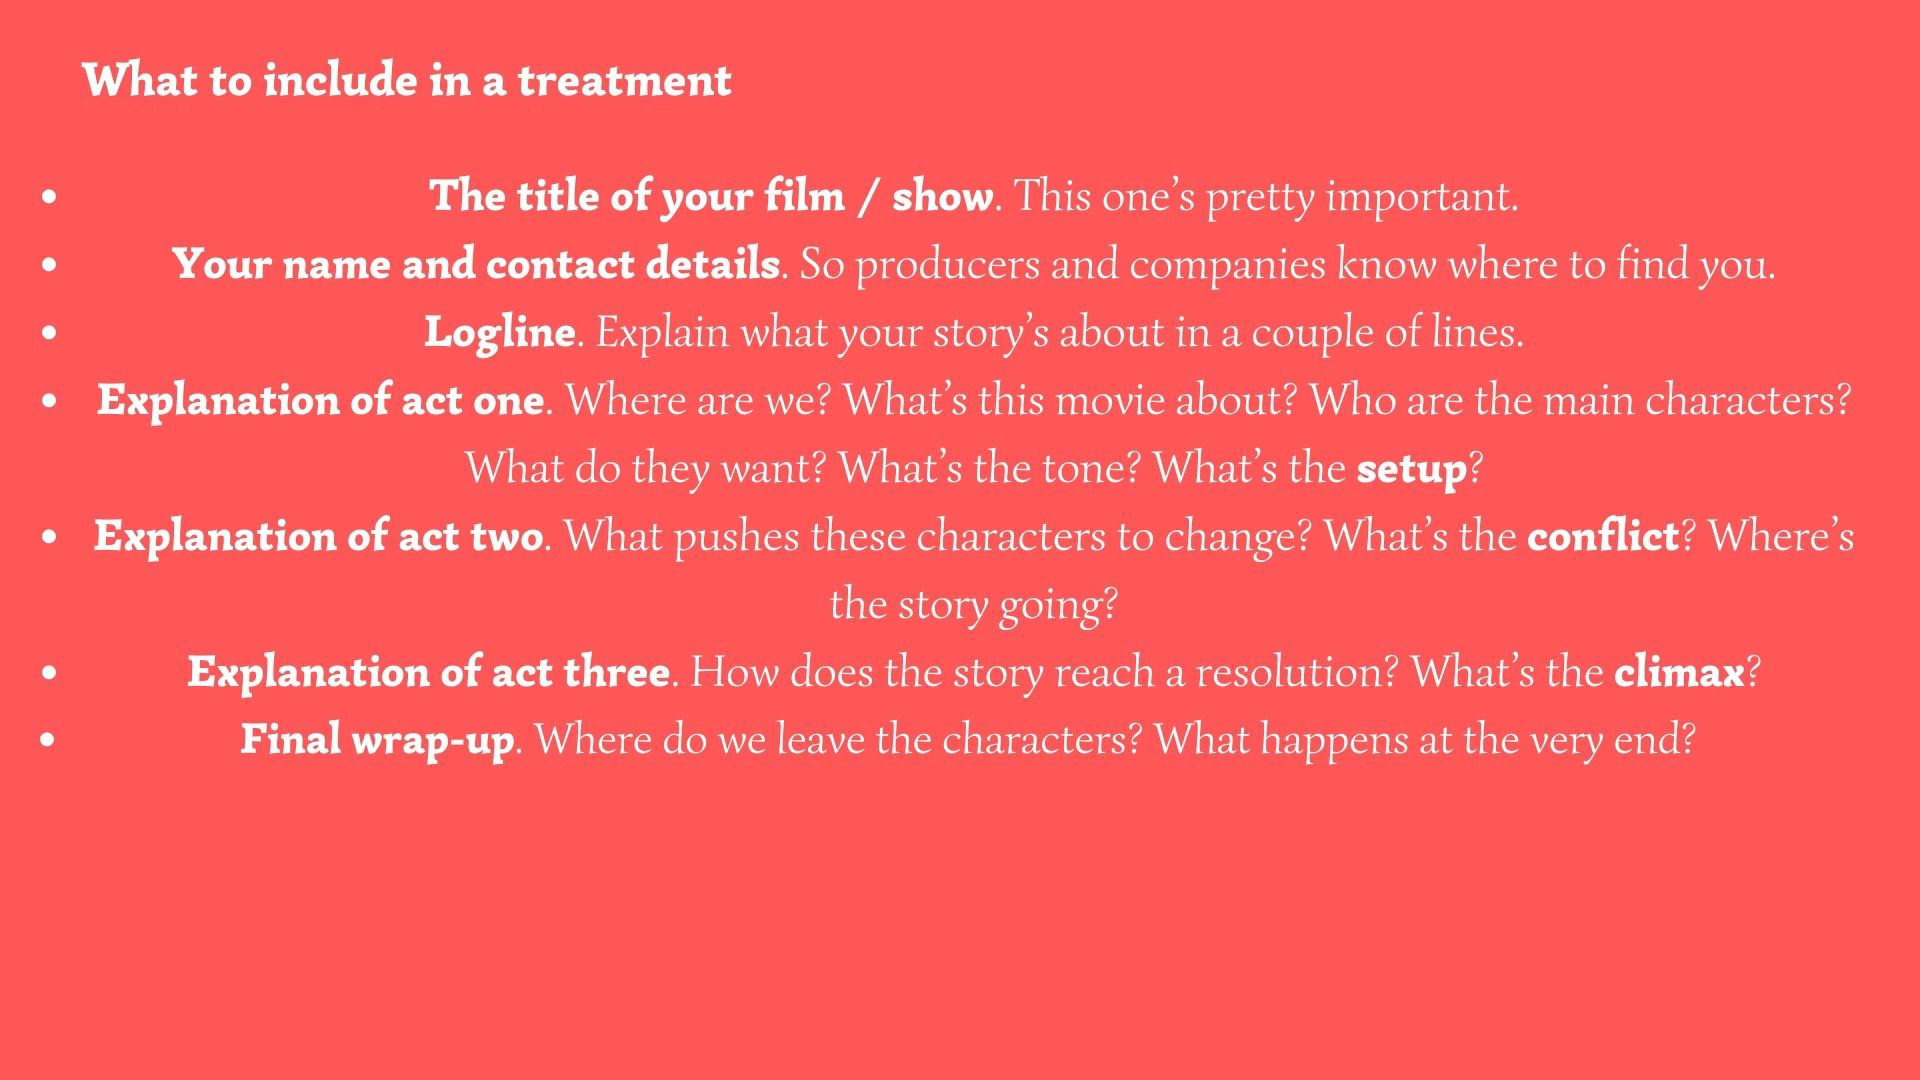 What to include in a treatment
• The title of your film / show. This one’s pretty important.
• Your name and contact details. So producers and companies know where to find you.
• Logline. Explain what your story’s about in a couple of lines.
• Explanation of act one. Where are we? What’s this movie about? Who are the main characters?
What do they want? What’s the tone? What’s the setup?
• Explanation of act two. What pushes these characters to change? What’s the conflict? Where’s
the story going?
• Explanation of act three. How does the story reach a resolution? What’s the climax?
• Final wrap-up. Where do we leave the characters? What happens at the very end?